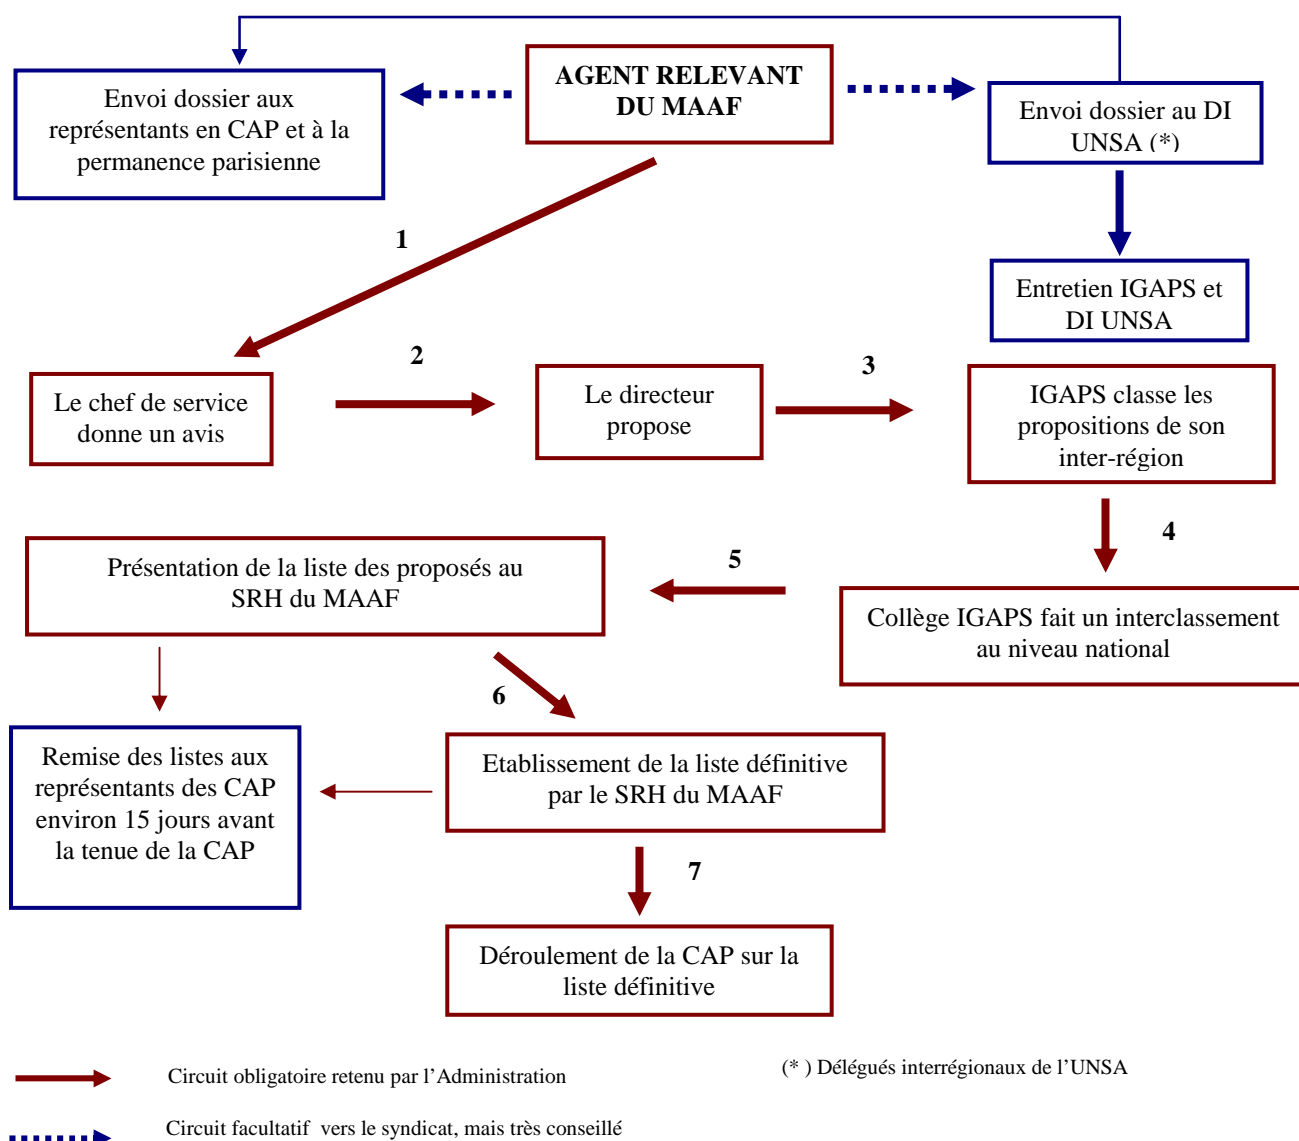 AGENT RELEVANT
DU MAAF
Envoi dossier aux
représentants en CAP et à la
permanence parisienne
Envoi dossier au DI
UNSA (*)
1
Entretien IGAPS et
DI UNSA
2
3
Le chef de service
donne un avis
Le directeur
propose
IGAPS classe les
propositions de son
inter-région
4
5
Présentation de la liste des proposés au
SRH du MAAF
Collège IGAPS fait un interclassement
au niveau national
6
Remise des listes aux
représentants des CAP
environ 15 jours avant
la tenue de la CAP
Etablissement de la liste définitive
par le SRH du MAAF
7
Déroulement de la CAP sur la
liste définitive
Circuit obligatoire retenu par l’Administration
(* ) Délégués interrégionaux de l’UNSA
Circuit facultatif vers le syndicat, mais très conseillé